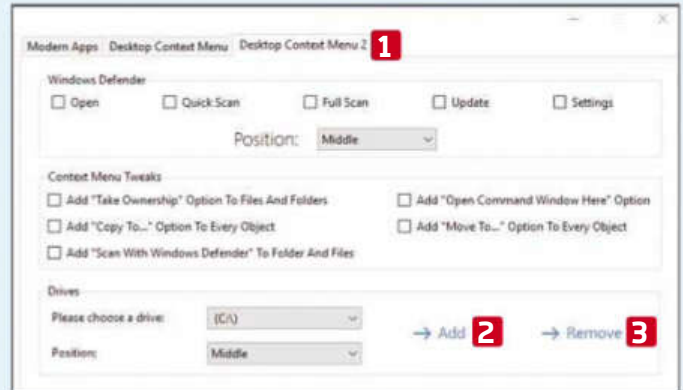 Modern Apps Desktop Context Menu Desktop Context Menu 2 1
Windows Defender
Open Quick Scan Full Scan Update Settings
Position: Middle
Context Menu Tweaks
Add "Take Ownership" Option To Files And Folders Add "Open Command Window Here" Option
Add "Copy To..." Option To Every Object Add "Move To..." Option To Every Object
Add "Scan With Windows Defender" To Folder And Files
Drives
Please choose a drive: (C:\)
→ Add 2 → Remove 3
Position: Middle